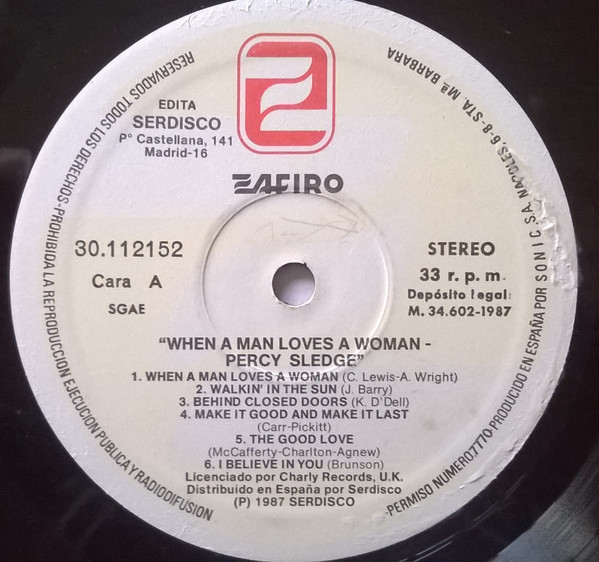 EDITA
SERDISCO
Pº Castellana, 141
Madrid-16
ZAFIRO
30.112152
Cara A
SGAE
STEREO
33 r. p. m.
Depósito legal:
M. 34.602-1987
"WHEN A MAN LOVES A WOMAN -
PERCY SLEDGE"
1. WHEN A MAN LOVES A WOMAN (C. Lewis-A. Wright)
2. WALKIN' IN THE SUN (J. Barry)
3. BEHIND CLOSED DOORS (K. D'Dell)
4. MAKE IT GOOD AND MAKE IT LAST
(Carr-Pickitt)
5. THE GOOD LOVE
(McCafferty-Charlton-Agnew)
6. I BELIEVE IN YOU (Brunson)
Licenciado por Charly Records, U.K.
Distribuido en España por Serdisco
(P) 1987 SERDISCO
RESERVADOS TODOS LOS DERECHOS-PROHIBIDA LA REPRODUCCION EJECUCION PUBLICA Y RADIODIFUSION
-PERMISO NUMERO 7770-PRODUCIDO EN ESPAÑA POR SONIC, S.A. NAPOLES, 6-8-STA. Mª BARBARA